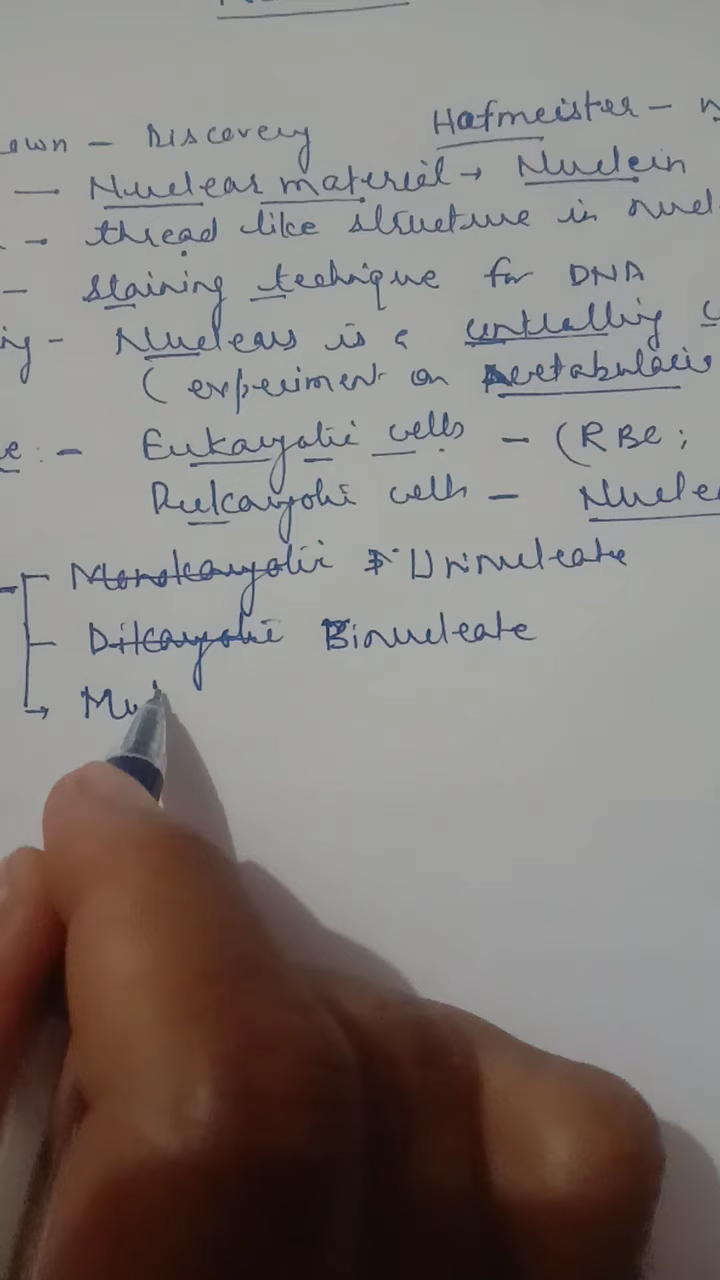 own – Discovery Hofmeister –
— Nuclear material → Nuclein
– thread like structure in nucl
– staining technique for DNA
ng – Nucleus is a controlling
(experiment on Acetabularia
e :– Eukaryotic cells – (RBC;
Prokaryotic cells – Nucle
Monokaryotic Uninucleate
Dikaryotic Binucleate
Mu